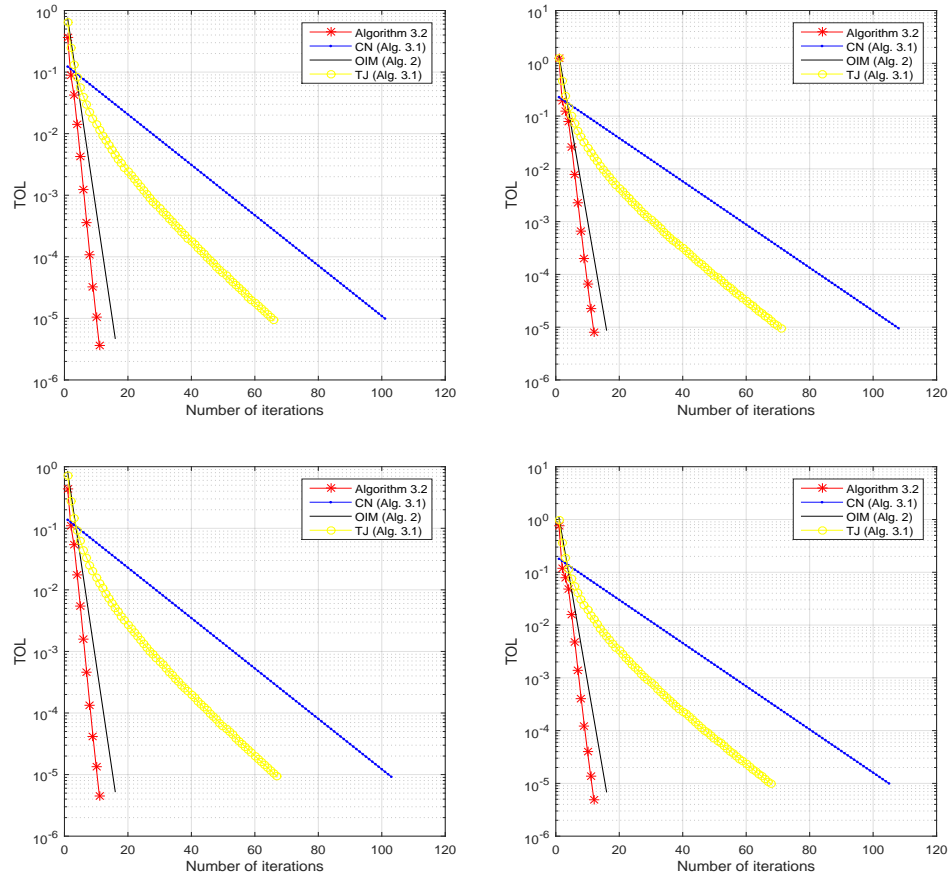 10^0
10^-1
10^-2
10^-3
10^-4
10^-5
10^-6
TOL
0 20 40 60 80 100 120
Number of iterations
Algorithm 3.2
CN (Alg. 3.1)
OIM (Alg. 2)
TJ (Alg. 3.1)
10^1
10^0
10^-1
10^-2
10^-3
10^-4
10^-5
10^-6
TOL
0 20 40 60 80 100 120
Number of iterations
Algorithm 3.2
CN (Alg. 3.1)
OIM (Alg. 2)
TJ (Alg. 3.1)
10^0
10^-1
10^-2
10^-3
10^-4
10^-5
10^-6
TOL
0 20 40 60 80 100 120
Number of iterations
Algorithm 3.2
CN (Alg. 3.1)
OIM (Alg. 2)
TJ (Alg. 3.1)
10^1
10^0
10^-1
10^-2
10^-3
10^-4
10^-5
10^-6
TOL
0 20 40 60 80 100 120
Number of iterations
Algorithm 3.2
CN (Alg. 3.1)
OIM (Alg. 2)
TJ (Alg. 3.1)